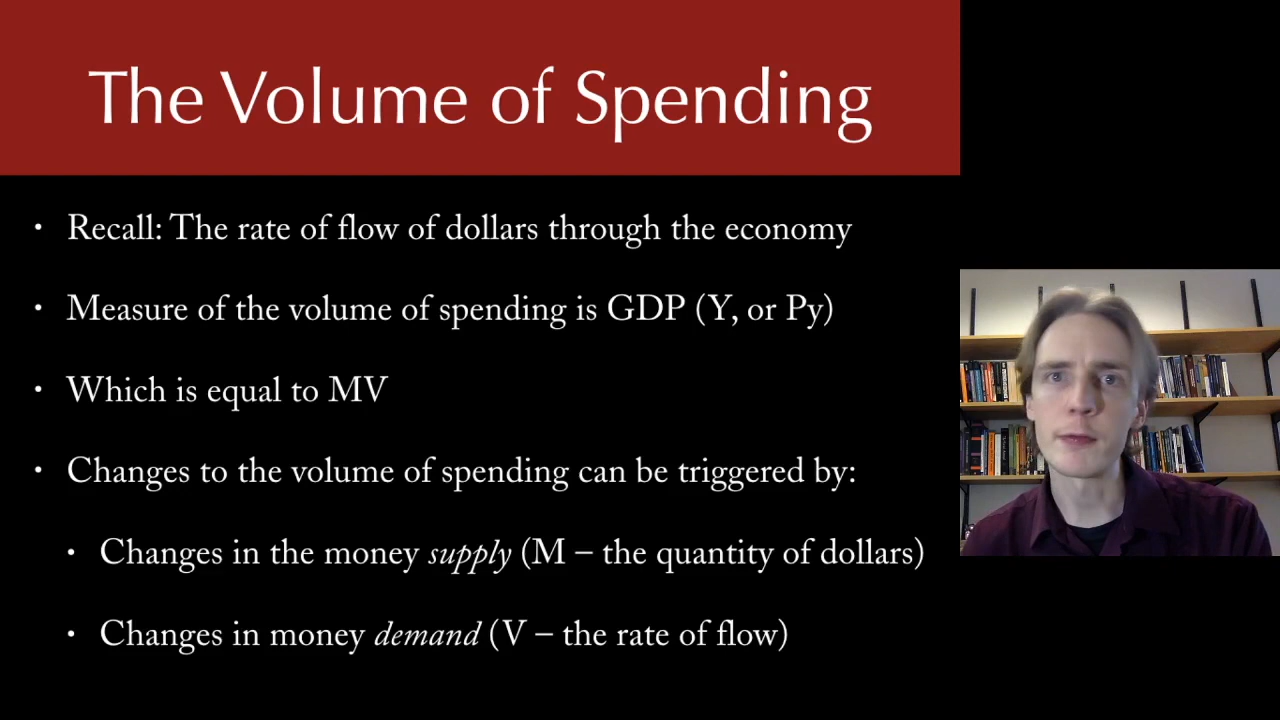 The Volume of Spending
• Recall: The rate of flow of dollars through the economy
• Measure of the volume of spending is GDP (Y, or Py)
• Which is equal to MV
• Changes to the volume of spending can be triggered by:
• Changes in the money supply (M – the quantity of dollars)
• Changes in money demand (V – the rate of flow)